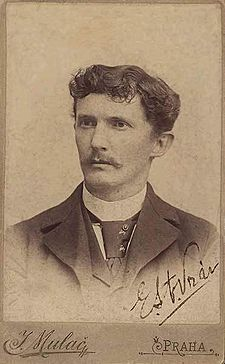 E. St. Vráz
J. Mulač,
PRAHA.